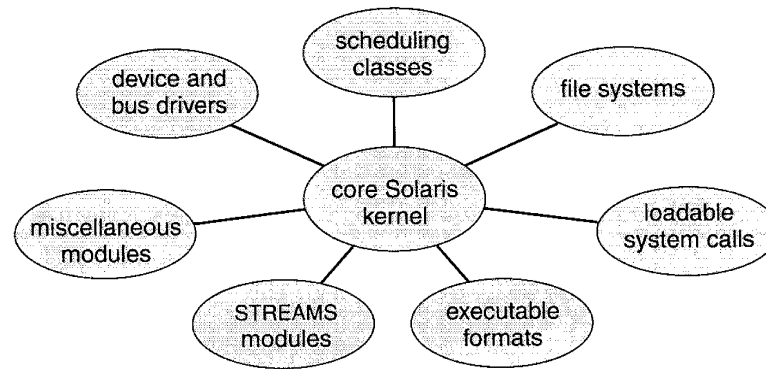 scheduling
classes
device and
bus drivers
file systems
core Solaris
kernel
miscellaneous
modules
loadable
system calls
STREAMS
modules
executable
formats